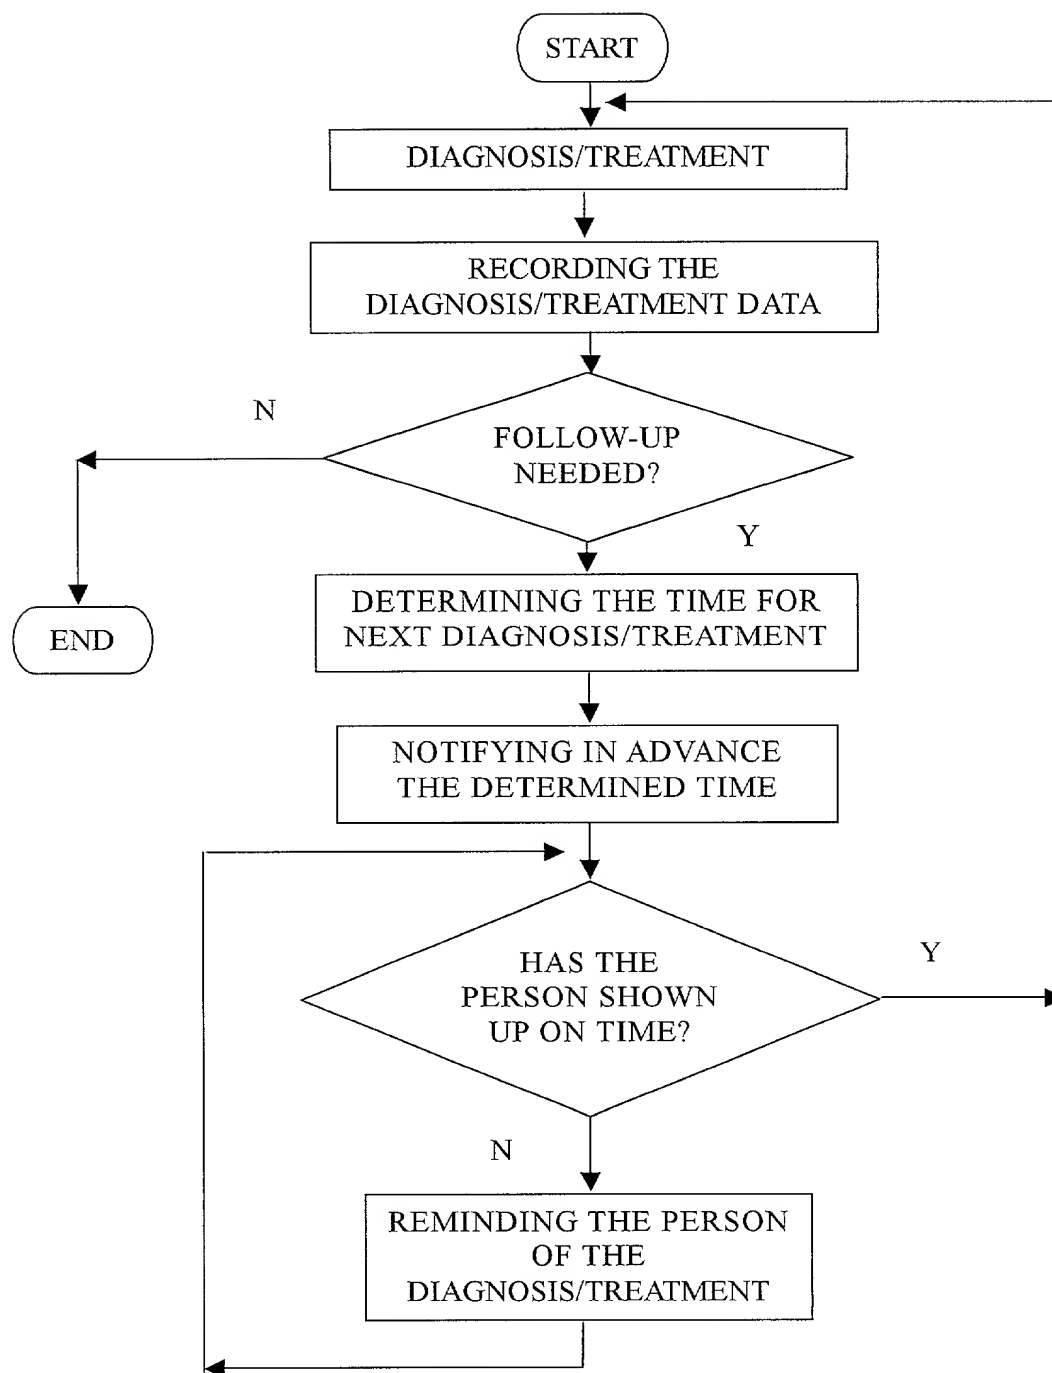 START
DIAGNOSIS/TREATMENT
RECORDING THE
DIAGNOSIS/TREATMENT DATA
N
FOLLOW-UP
NEEDED?
Y
END
DETERMINING THE TIME FOR
NEXT DIAGNOSIS/TREATMENT
NOTIFYING IN ADVANCE
THE DETERMINED TIME
HAS THE
PERSON SHOWN
UP ON TIME?
Y
N
REMINDING THE PERSON
OF THE
DIAGNOSIS/TREATMENT